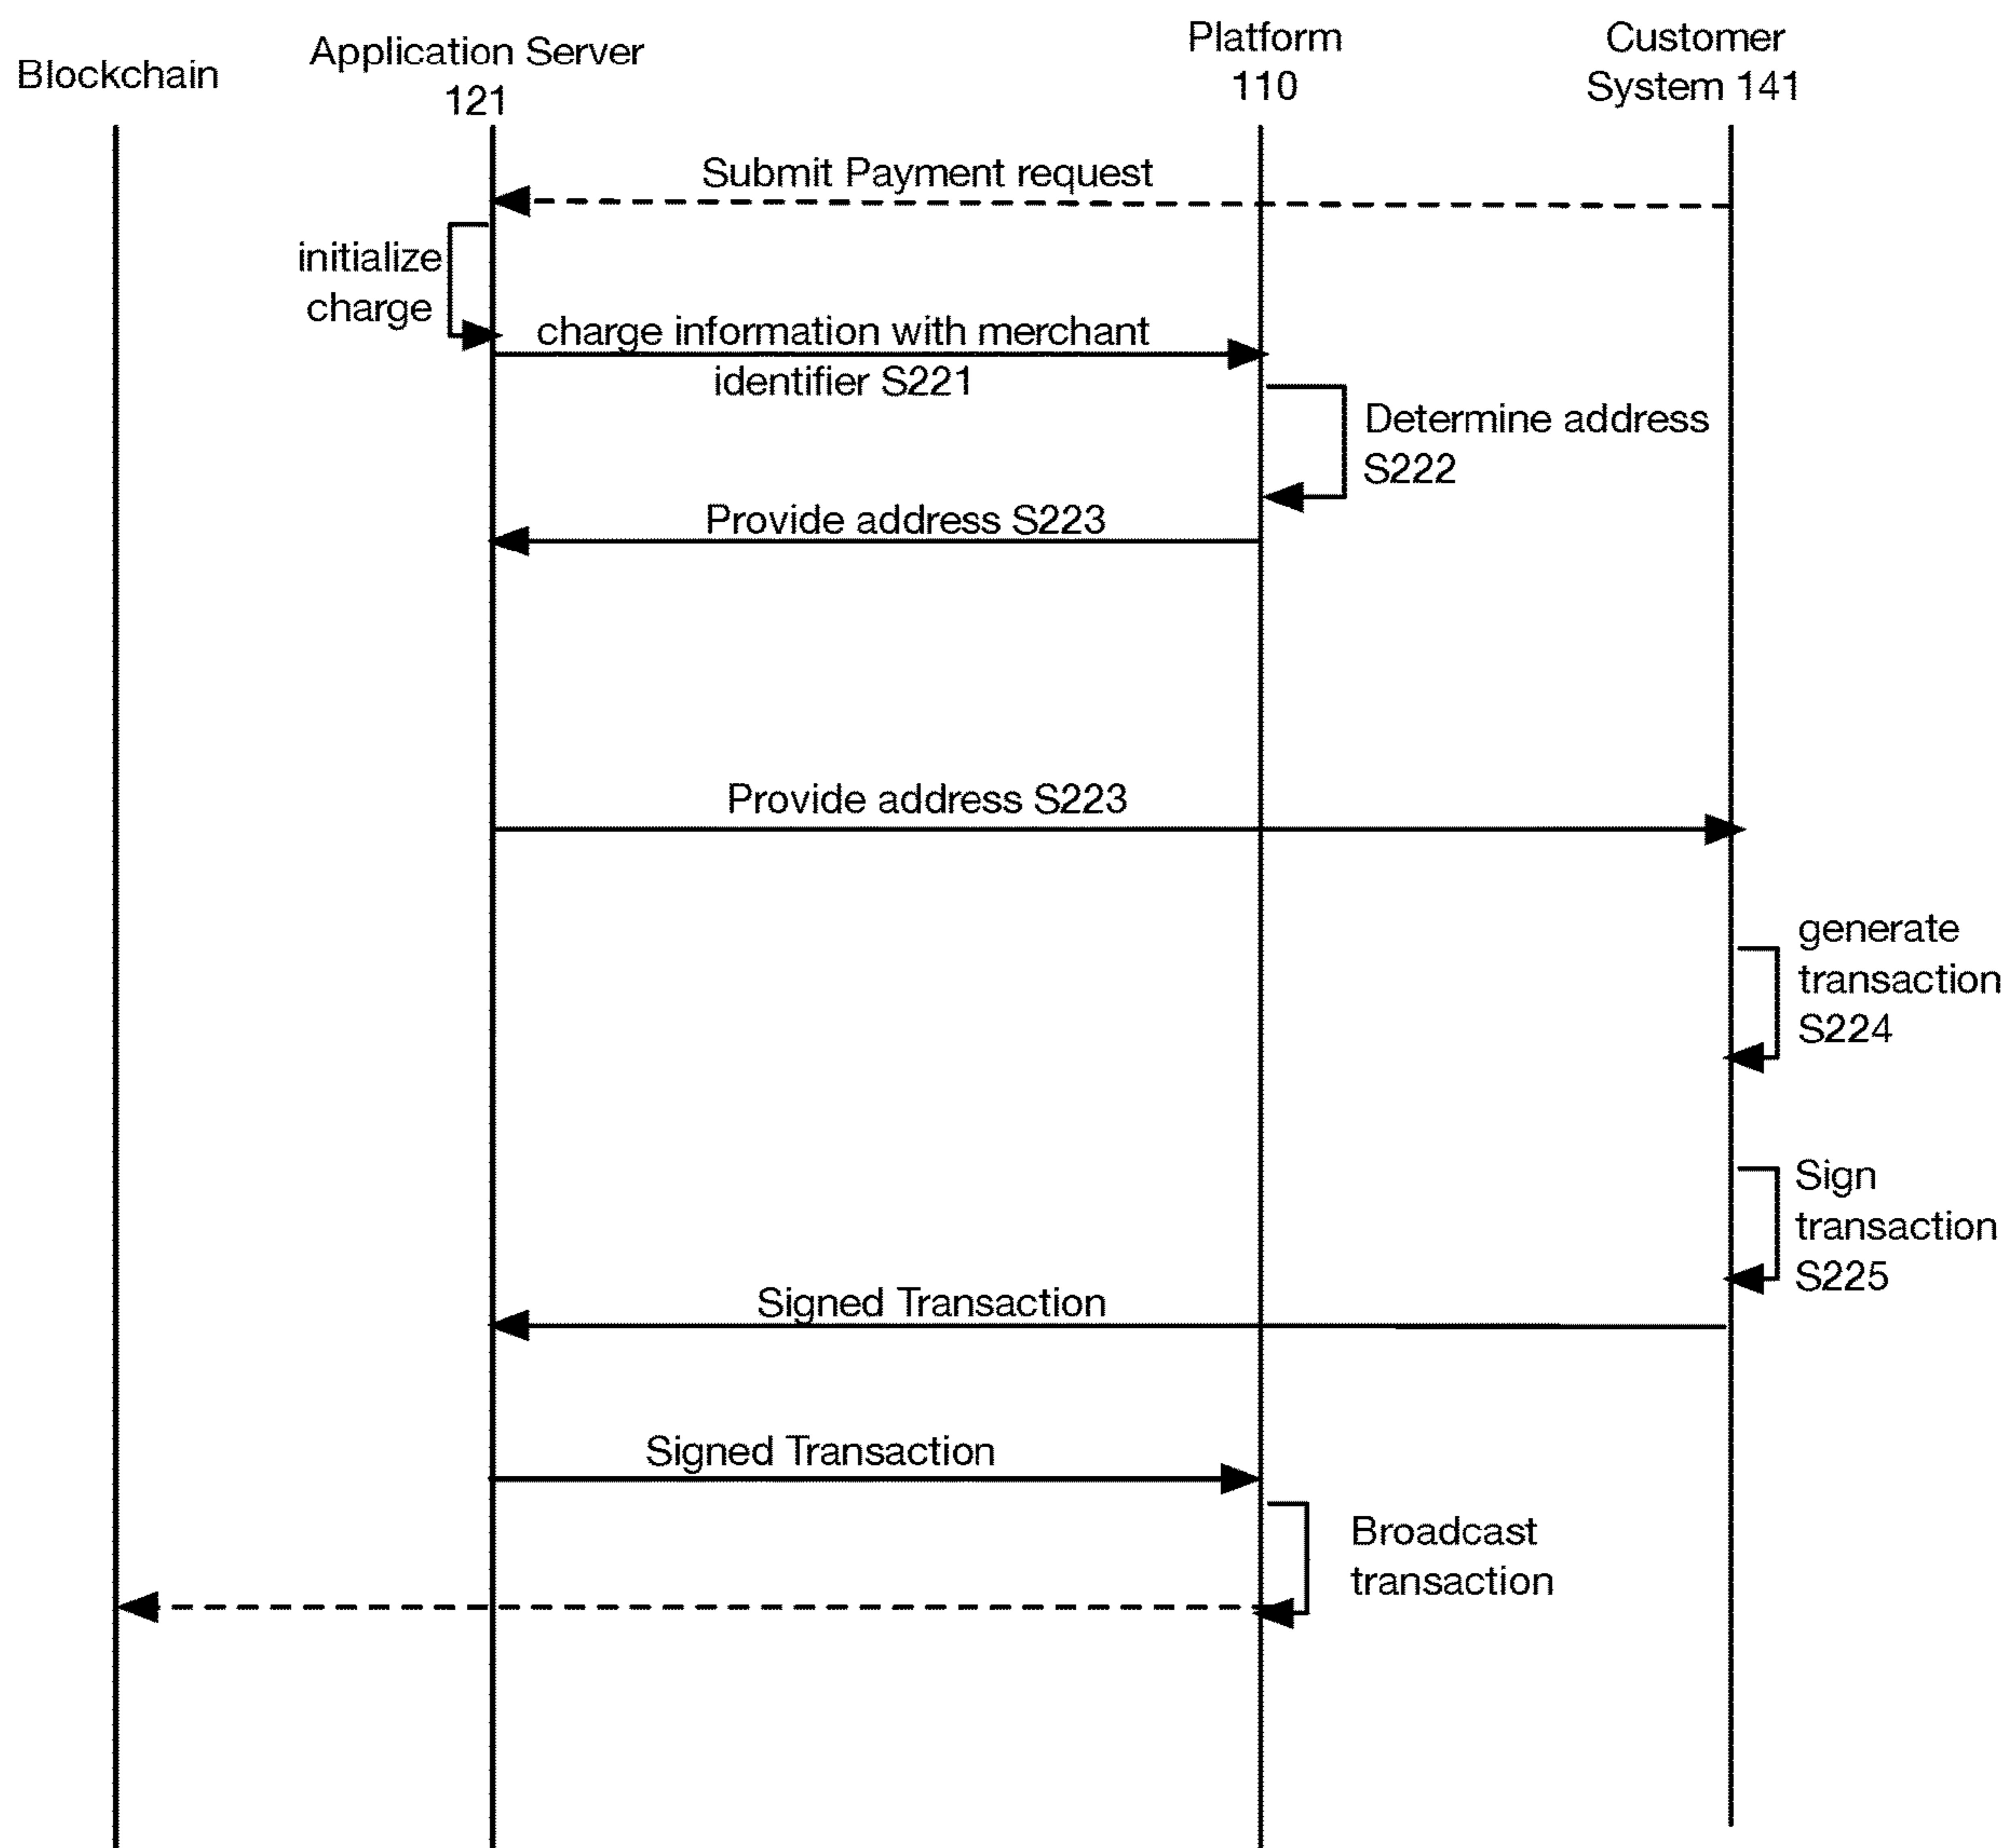 Blockchain
Application Server
121
Platform
110
Customer
System 141
Submit Payment request
initialize
charge
charge information with merchant
identifier S221
Determine address
S222
Provide address S223
Provide address S223
generate
transaction
S224
Sign
transaction
S225
Signed Transaction
Signed Transaction
Broadcast
transaction